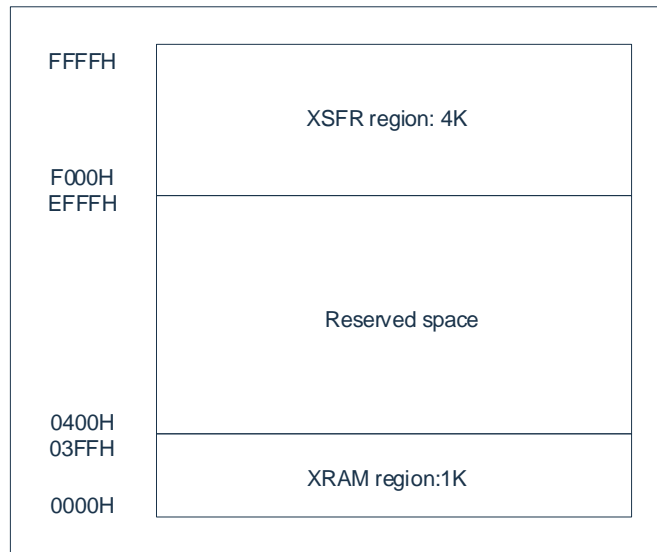 FFFFH
XSFR region: 4K
F000H
EFFFH
Reserved space
0400H
03FFH
XRAM region:1K
0000H